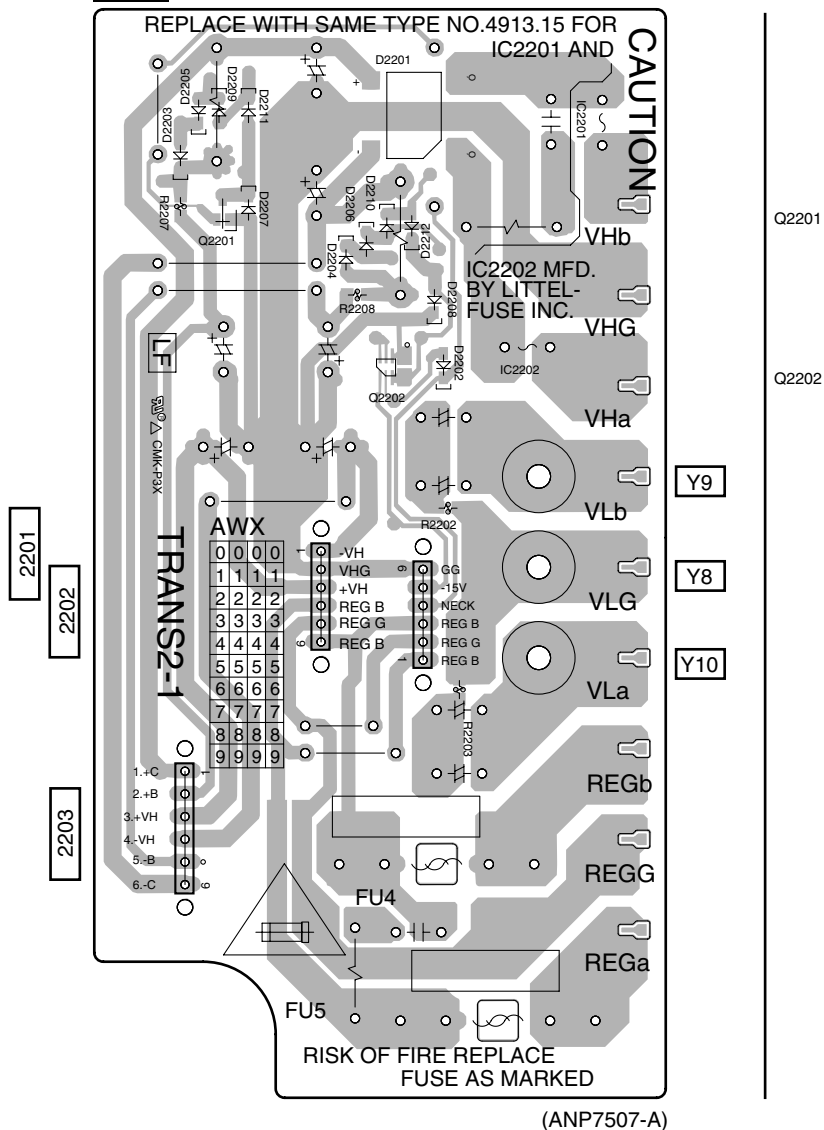 REPLACE WITH SAME TYPE NO.4913.15 FOR
IC2201 AND
CAUTION
D2201
D2205
D2209
D2211
D2203
IC2201
R2207
Q2201
D2207
D2210
D2206
D2212
D2204
R2208
D2208
VHb
Q2201
IC2202 MFD.
BY LITTEL-
FUSE INC.
VHG
LF
IC2202
D2202
Q2202
Q2202
VHa
CMK-P3X
VLb
Y9
R2202
2201
2202
TRANS2-1
AWX
0 0 0 0
1 1 1 1
2 2 2 2
3 3 3 3
4 4 4 4
5 5 5 5
6 6 6 6
7 7 7 7
8 8 8 8
9 9 9 9
1
-VH
VHG
+VH
REG B
REG G
REG B
6
6
GG
-15V
NECK
REG B
REG G
REG B
1
VLG
Y8
VLa
Y10
R2203
REGb
2203
1.+C
2.+B
3.+VH
4.-VH
5.-B
6.-C
1
6
REGG
FU4
REGa
FU5
RISK OF FIRE REPLACE
FUSE AS MARKED
(ANP7507-A)